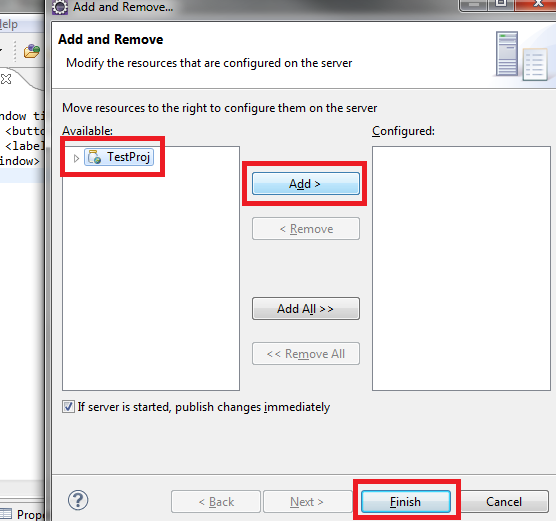 Add and Remove...
Help
Add and Remove
Modify the resources that are configured on the server
Move resources to the right to configure them on the server
Available:
Configured:
TestProj
Add >
< Remove
Add All >>
<< Remove All
If server is started, publish changes immediately
< Back
Next >
Finish
Cancel
ndow ti
<butto
<label
indow>
Prope